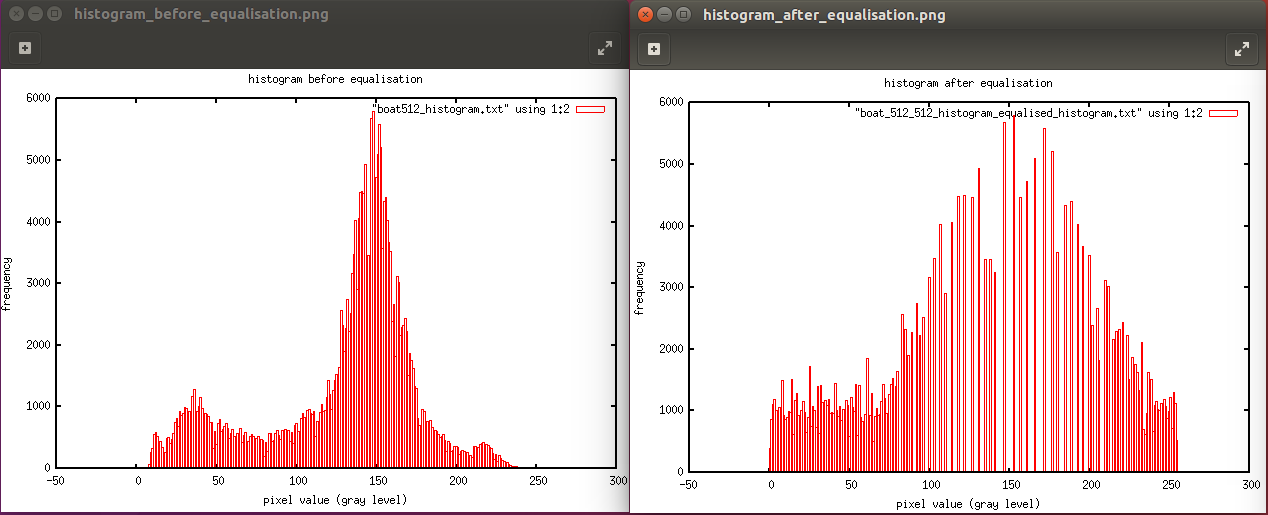 histogram_before_equalisation.png
histogram before equalisation
"boat512_histogram.txt" using 1:2
6000
5000
4000
3000
2000
1000
0
frequency
-50 0 50 100 150 200 250 300
pixel value (gray level)
histogram_after_equalisation.png
histogram after equalisation
"boat_512_512_histogram_equalised_histogram.txt" using 1:2
6000
5000
4000
3000
2000
1000
0
frequency
-50 0 50 100 150 200 250 300
pixel value (gray level)